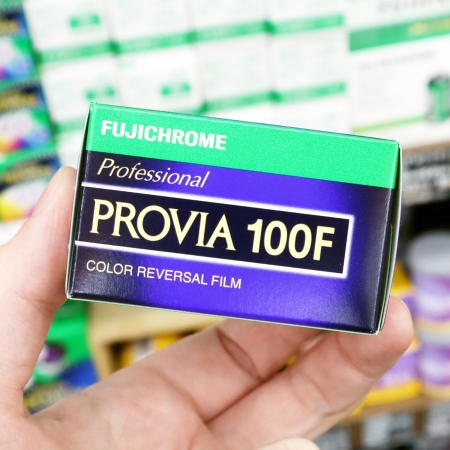 FUJICHROME
Professional
PROVIA 100F
COLOR REVERSAL FILM